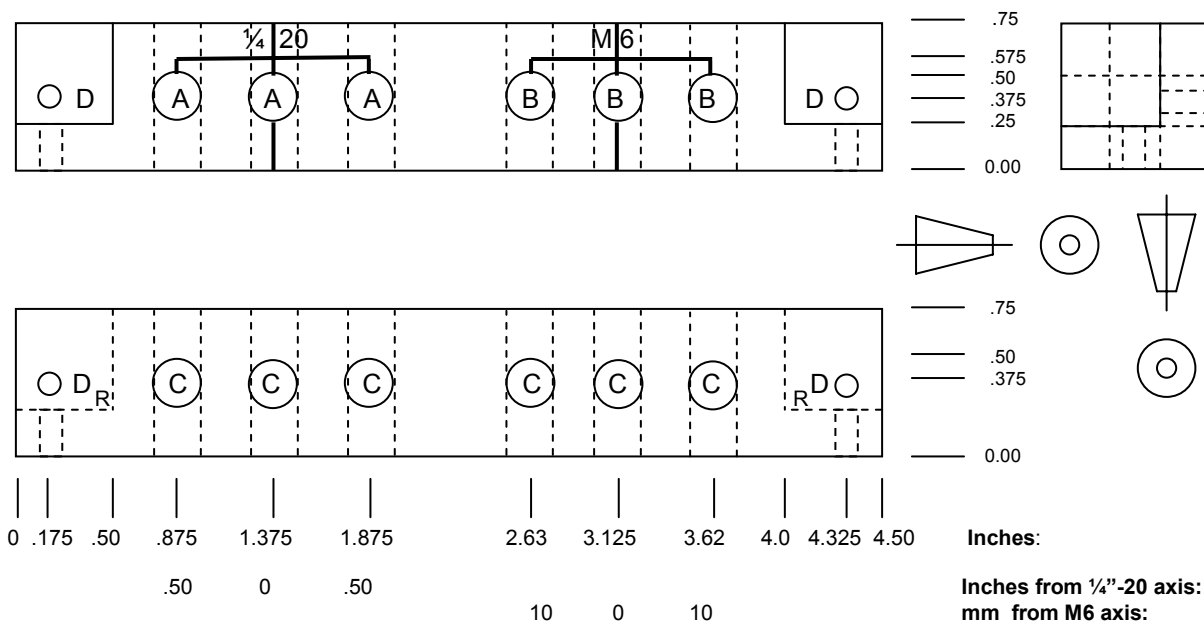 ¼ 20 M 6
D A A A B B B D
.75
.575
.50
.375
.25
0.00
D R C C C C C C R D
.75
.50
.375
0.00
0 .175 .50 .875 1.375 1.875 2.63 3.125 3.62 4.0 4.325 4.50 Inches:
.50 0 .50 Inches from ¼”-20 axis:
10 0 10 mm from M6 axis: